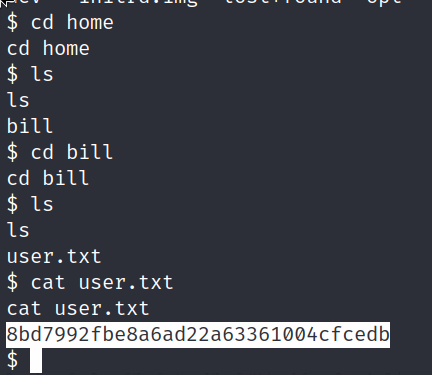 $ cd home
cd home
$ ls
ls
bill
$ cd bill
cd bill
$ ls
ls
user.txt
$ cat user.txt
cat user.txt
8bd7992fbe8a6ad22a63361004cfcedb
$